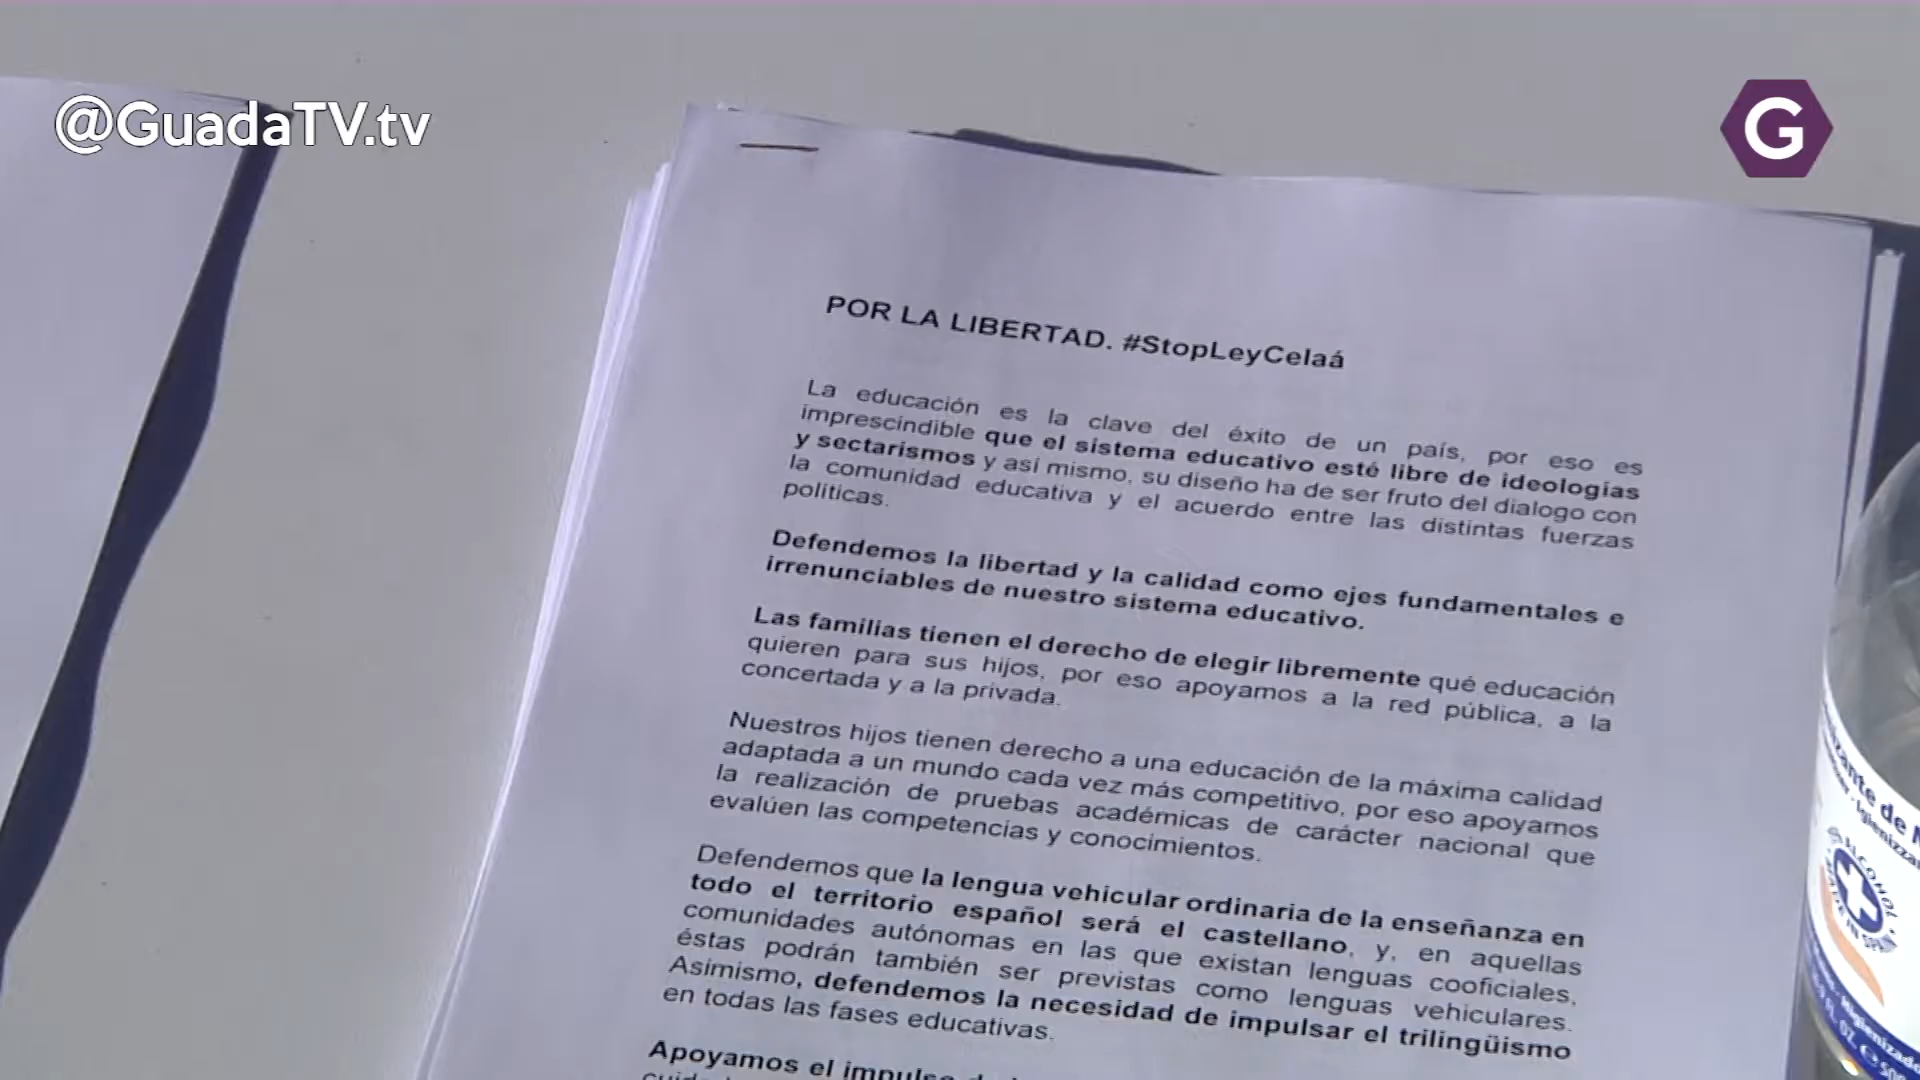 @GuadaTV.tv
G
POR LA LIBERTAD. #StopLeyCelaá
La educación es la clave del éxito de un país, por eso es
imprescindible que el sistema educativo esté libre de ideologías
y sectarismos y así mismo, su diseño ha de ser fruto del dialogo con
la comunidad educativa y el acuerdo entre las distintas fuerzas
políticas.
Defendemos la libertad y la calidad como ejes fundamentales e
irrenunciables de nuestro sistema educativo.
Las familias tienen el derecho de elegir libremente qué educación
quieren para sus hijos, por eso apoyamos a la red pública, a la
concertada y a la privada.
Nuestros hijos tienen derecho a una educación de la máxima calidad
adaptada a un mundo cada vez más competitivo, por eso apoyamos
la realización de pruebas académicas de carácter nacional que
evalúen las competencias y conocimientos.
Defendemos que la lengua vehicular ordinaria de la enseñanza en
todo el territorio español será el castellano, y, en aquellas
comunidades autónomas en las que existan lenguas cooficiales,
éstas podrán también ser previstas como lenguas vehiculares.
Asimismo, defendemos la necesidad de impulsar el trilingüismo
en todas las fases educativas.
Apoyamos el impulso
ALCOHOL
MADE IN SPAIN